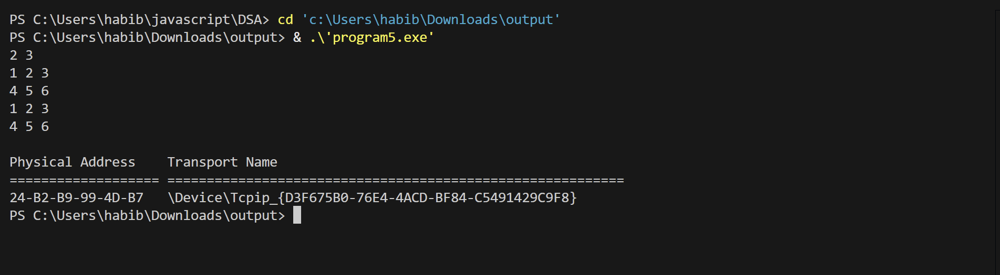 PS C:\Users\habib\javascript\DSA> cd 'c:\Users\habib\Downloads\output'
PS C:\Users\habib\Downloads\output> & .\'program5.exe'
2 3
1 2 3
4 5 6
1 2 3
4 5 6

Physical Address    Transport Name
=================== ==========================================================
24-B2-B9-99-4D-B7   \Device\Tcpip_{D3F675B0-76E4-4ACD-BF84-C5491429C9F8}
PS C:\Users\habib\Downloads\output>